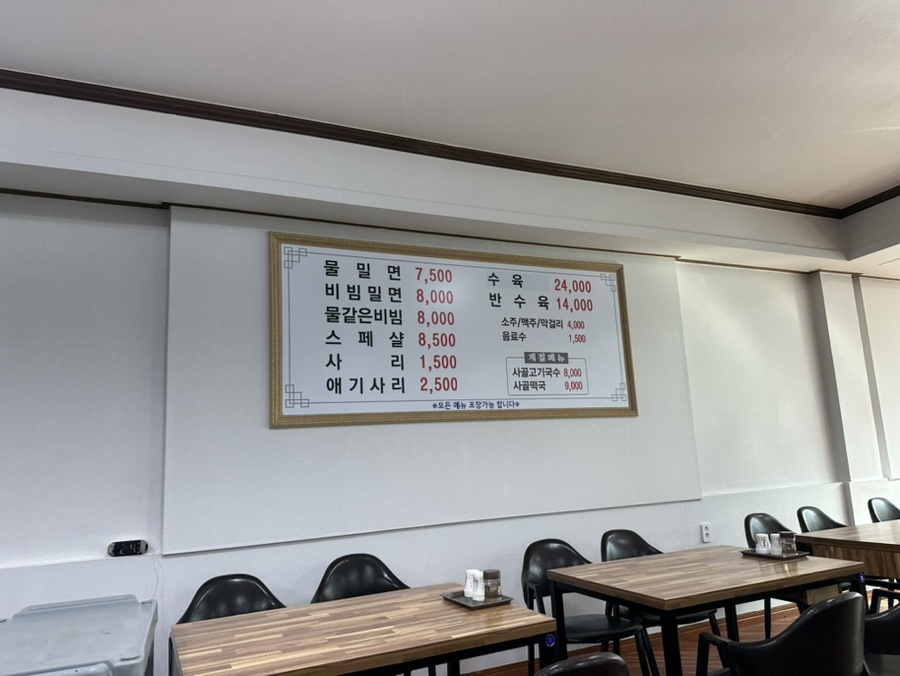 물밀면 7,500
비빔밀면 8,000
물같은비빔 8,000
스페샬 8,500
사리 1,500
애기사리 2,500
수육 24,000
반수육 14,000
소주/맥주/막걸리 4,000
음료수 1,500
계절메뉴
사골고기국수 8,000
사골떡국 9,000
※모든 메뉴 포장가능 합니다※